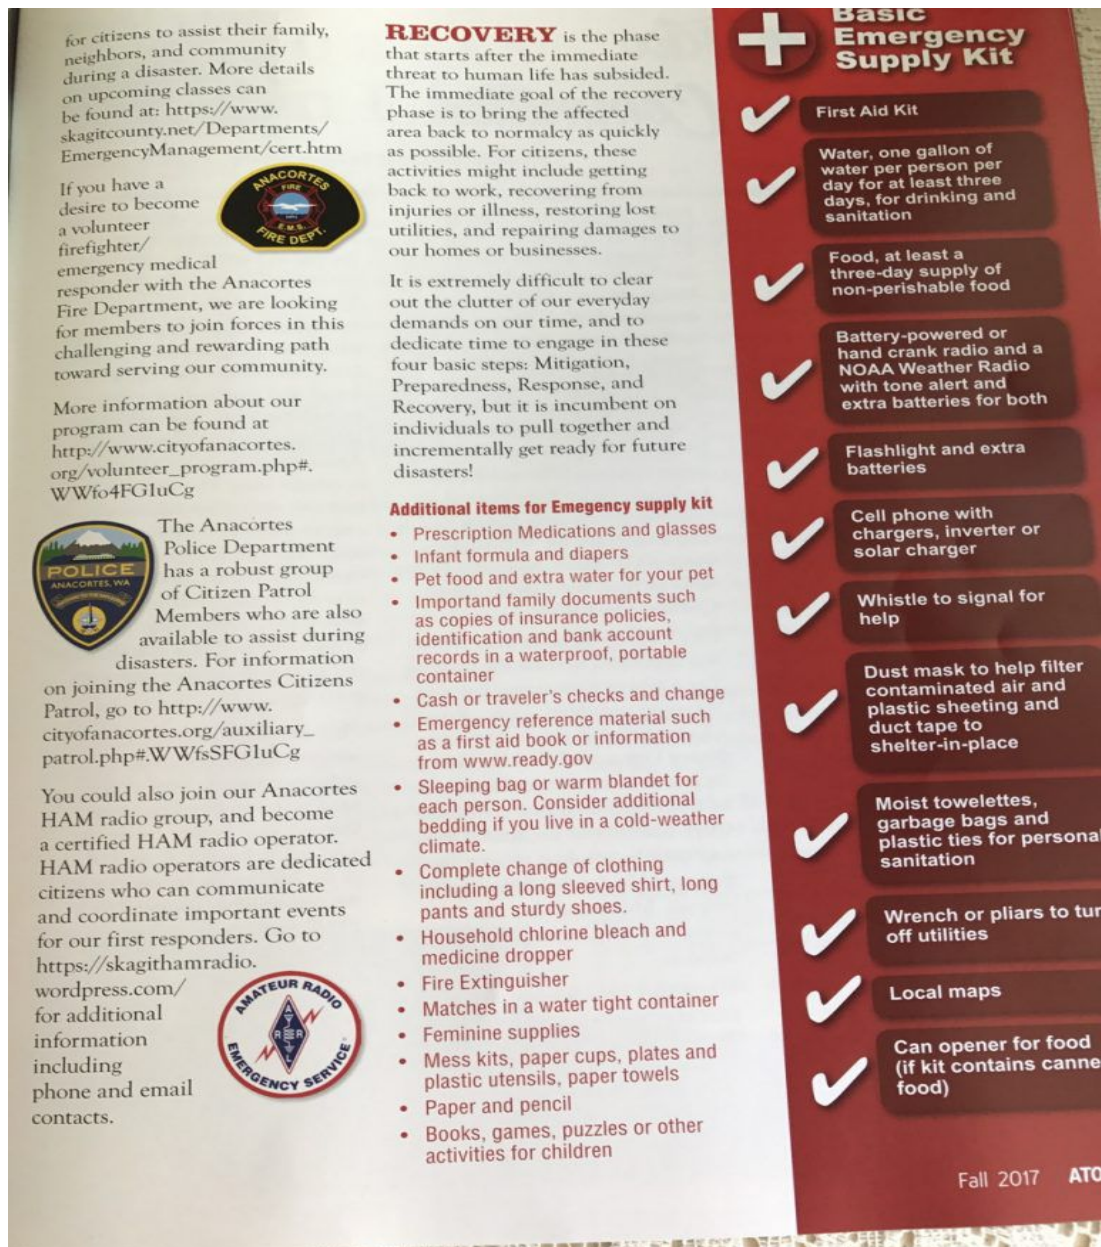 for citizens to assist their family,
neighbors, and community
during a disaster. More details
on upcoming classes can
be found at: https://www.
skagitcounty.net/Departments/
EmergencyManagement/cert.htm
If you have a
desire to become
a volunteer
firefighter/
emergency medical
responder with the Anacortes
Fire Department, we are looking
for members to join forces in this
challenging and rewarding path
toward serving our community.
ANACORTES
FIRE
E.M.S.
FIRE DEPT.
More information about our
program can be found at
http://www.cityofanacortes.
org/volunteer_program.php#.
WWfo4FG1uCg
POLICE
ANACORTES, WA
The Anacortes
Police Department
has a robust group
of Citizen Patrol
Members who are also
available to assist during
disasters. For information
on joining the Anacortes Citizens
Patrol, go to http://www.
cityofanacortes.org/auxiliary_
patrol.php#.WWfsSFG1uCg
You could also join our Anacortes
HAM radio group, and become
a certified HAM radio operator.
HAM radio operators are dedicated
citizens who can communicate
and coordinate important events
for our first responders. Go to
https://skagithamradio.
wordpress.com/
for additional
information
including
phone and email
contacts.
AMATEUR RADIO
A
R R
L
EMERGENCY SERVICE
RECOVERY is the phase
that starts after the immediate
threat to human life has subsided.
The immediate goal of the recovery
phase is to bring the affected
area back to normalcy as quickly
as possible. For citizens, these
activities might include getting
back to work, recovering from
injuries or illness, restoring lost
utilities, and repairing damages to
our homes or businesses.
It is extremely difficult to clear
out the clutter of our everyday
demands on our time, and to
dedicate time to engage in these
four basic steps: Mitigation,
Preparedness, Response, and
Recovery, but it is incumbent on
individuals to pull together and
incrementally get ready for future
disasters!
Additional items for Emegency supply kit
• Prescription Medications and glasses
• Infant formula and diapers
• Pet food and extra water for your pet
• Importand family documents such
as copies of insurance policies,
identification and bank account
records in a waterproof, portable
container
• Cash or traveler's checks and change
• Emergency reference material such
as a first aid book or information
from www.ready.gov
• Sleeping bag or warm blandet for
each person. Consider additional
bedding if you live in a cold-weather
climate.
• Complete change of clothing
including a long sleeved shirt, long
pants and sturdy shoes.
• Household chlorine bleach and
medicine dropper
• Fire Extinguisher
• Matches in a water tight container
• Feminine supplies
• Mess kits, paper cups, plates and
plastic utensils, paper towels
• Paper and pencil
• Books, games, puzzles or other
activities for children
Basic
Emergency
Supply Kit
First Aid Kit
Water, one gallon of
water per person per
day for at least three
days, for drinking and
sanitation
Food, at least a
three-day supply of
non-perishable food
Battery-powered or
hand crank radio and a
NOAA Weather Radio
with tone alert and
extra batteries for both
Flashlight and extra
batteries
Cell phone with
chargers, inverter or
solar charger
Whistle to signal for
help
Dust mask to help filter
contaminated air and
plastic sheeting and
duct tape to
shelter-in-place
Moist towelettes,
garbage bags and
plastic ties for personal
sanitation
Wrench or pliars to tur
off utilities
Local maps
Can opener for food
(if kit contains canne
food)
Fall 2017 ATO